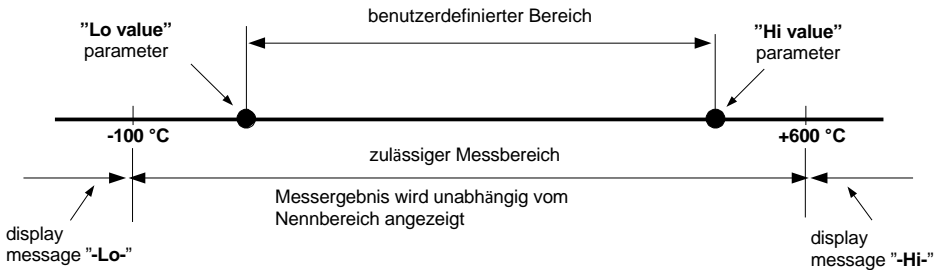 benutzerdefinierter Bereich
”Lo value”
parameter
”Hi value”
parameter
-100 °C
+600 °C
zulässiger Messbereich
Messergebnis wird unabhängig vom
Nennbereich angezeigt
display
message ”-Lo-”
display
message ”-Hi-”